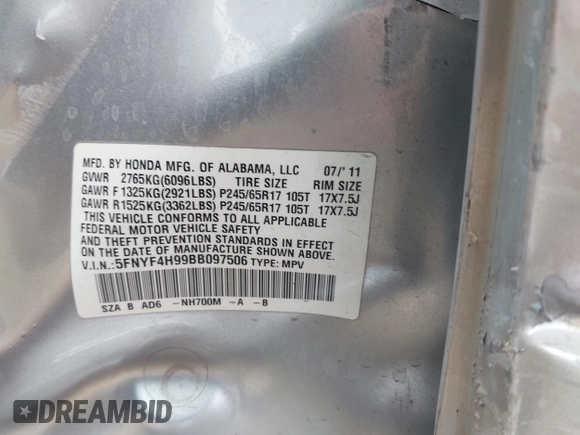 MFD. BY HONDA MFG. OF ALABAMA, LLC 07/'11
GVWR 2765KG(6096LBS) TIRE SIZE RIM SIZE
GAWR F 1325KG(2921LBS) P245/65R17 105T 17X7.5J
GAWR R1525KG(3362LBS) P245/65R17 105T 17X7.5J
THIS VEHICLE CONFORMS TO ALL APPLICABLE
FEDERAL MOTOR VEHICLE SAFETY
AND THEFT PREVENTION STANDARDS IN EFFECT
ON THE DATE OF MANUFACTURE SHOWN ABOVE.
V.I.N.:5FNYF4H99BB097506 TYPE: MPV
SZA B AD6 -NH700M -A -B
DREAMBID